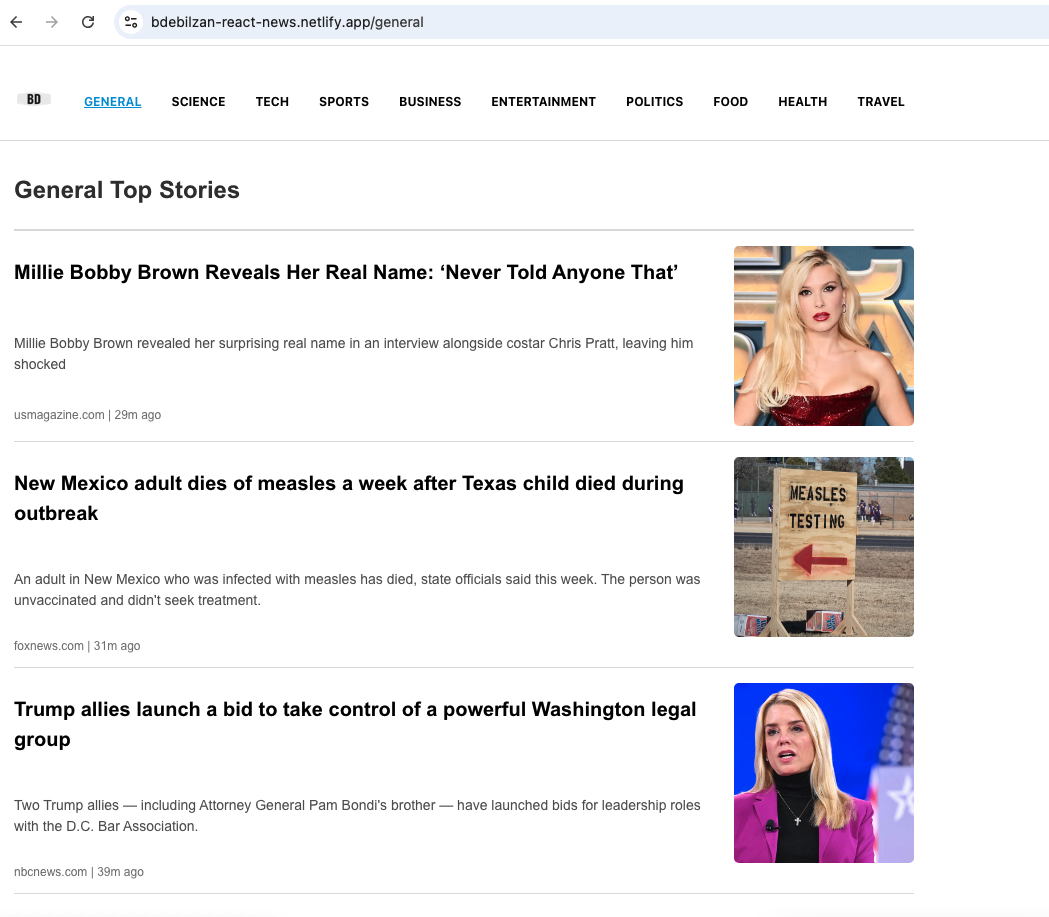 bdebilzan-react-news.netlify.app/general
BD
GENERAL SCIENCE TECH SPORTS BUSINESS ENTERTAINMENT POLITICS FOOD HEALTH TRAVEL
General Top Stories
Millie Bobby Brown Reveals Her Real Name: ‘Never Told Anyone That’
Millie Bobby Brown revealed her surprising real name in an interview alongside costar Chris Pratt, leaving him
shocked
usmagazine.com | 29m ago
New Mexico adult dies of measles a week after Texas child died during
outbreak
An adult in New Mexico who was infected with measles has died, state officials said this week. The person was
unvaccinated and didn't seek treatment.
foxnews.com | 31m ago
MEASLES
TESTING
Trump allies launch a bid to take control of a powerful Washington legal
group
Two Trump allies — including Attorney General Pam Bondi's brother — have launched bids for leadership roles
with the D.C. Bar Association.
nbcnews.com | 39m ago